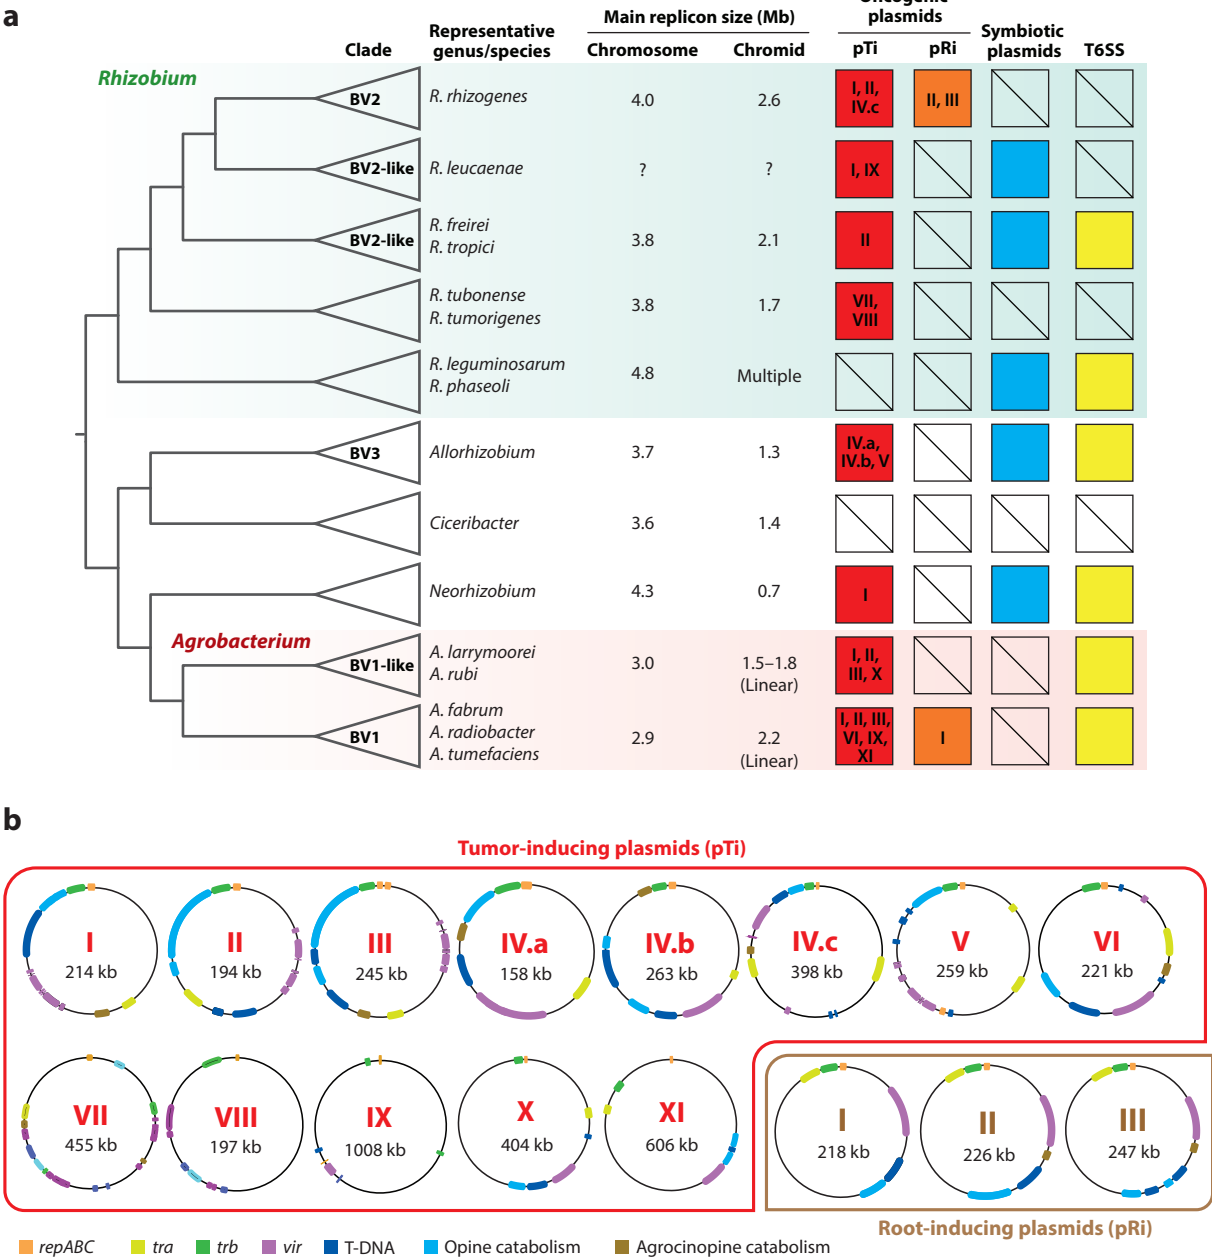 a
Oncogenic
plasmids
Main replicon size (Mb)
Representative
genus/species
Symbiotic
plasmids
Clade
Chromosome
Chromid
pTi
pRi
T6SS
Rhizobium
BV2
R. rhizogenes
4.0
2.6
I, II,
IV.c
II, III
BV2-like
R. leucaenae
?
?
I, IX
BV2-like
R. freirei
R. tropici
3.8
2.1
II
R. tubonense
R. tumorigenes
3.8
1.7
VII,
VIII
R. leguminosarum
R. phaseoli
4.8
Multiple
BV3
Allorhizobium
3.7
1.3
IV.a,
IV.b, V
Ciceribacter
3.6
1.4
Neorhizobium
4.3
0.7
I
Agrobacterium
BV1-like
A. larrymoorei
A. rubi
3.0
1.5–1.8
(Linear)
I, II,
III, X
BV1
A. fabrum
A. radiobacter
A. tumefaciens
2.9
2.2
(Linear)
I, II, III,
VI, IX,
XI
I
b
Tumor-inducing plasmids (pTi)
I
214 kb
II
194 kb
III
245 kb
IV.a
158 kb
IV.b
263 kb
IV.c
398 kb
V
259 kb
VI
221 kb
VII
455 kb
VIII
197 kb
IX
1008 kb
X
404 kb
XI
606 kb
I
218 kb
II
226 kb
III
247 kb
Root-inducing plasmids (pRi)
repABC
tra
trb
vir
T-DNA
Opine catabolism
Agrocinopine catabolism